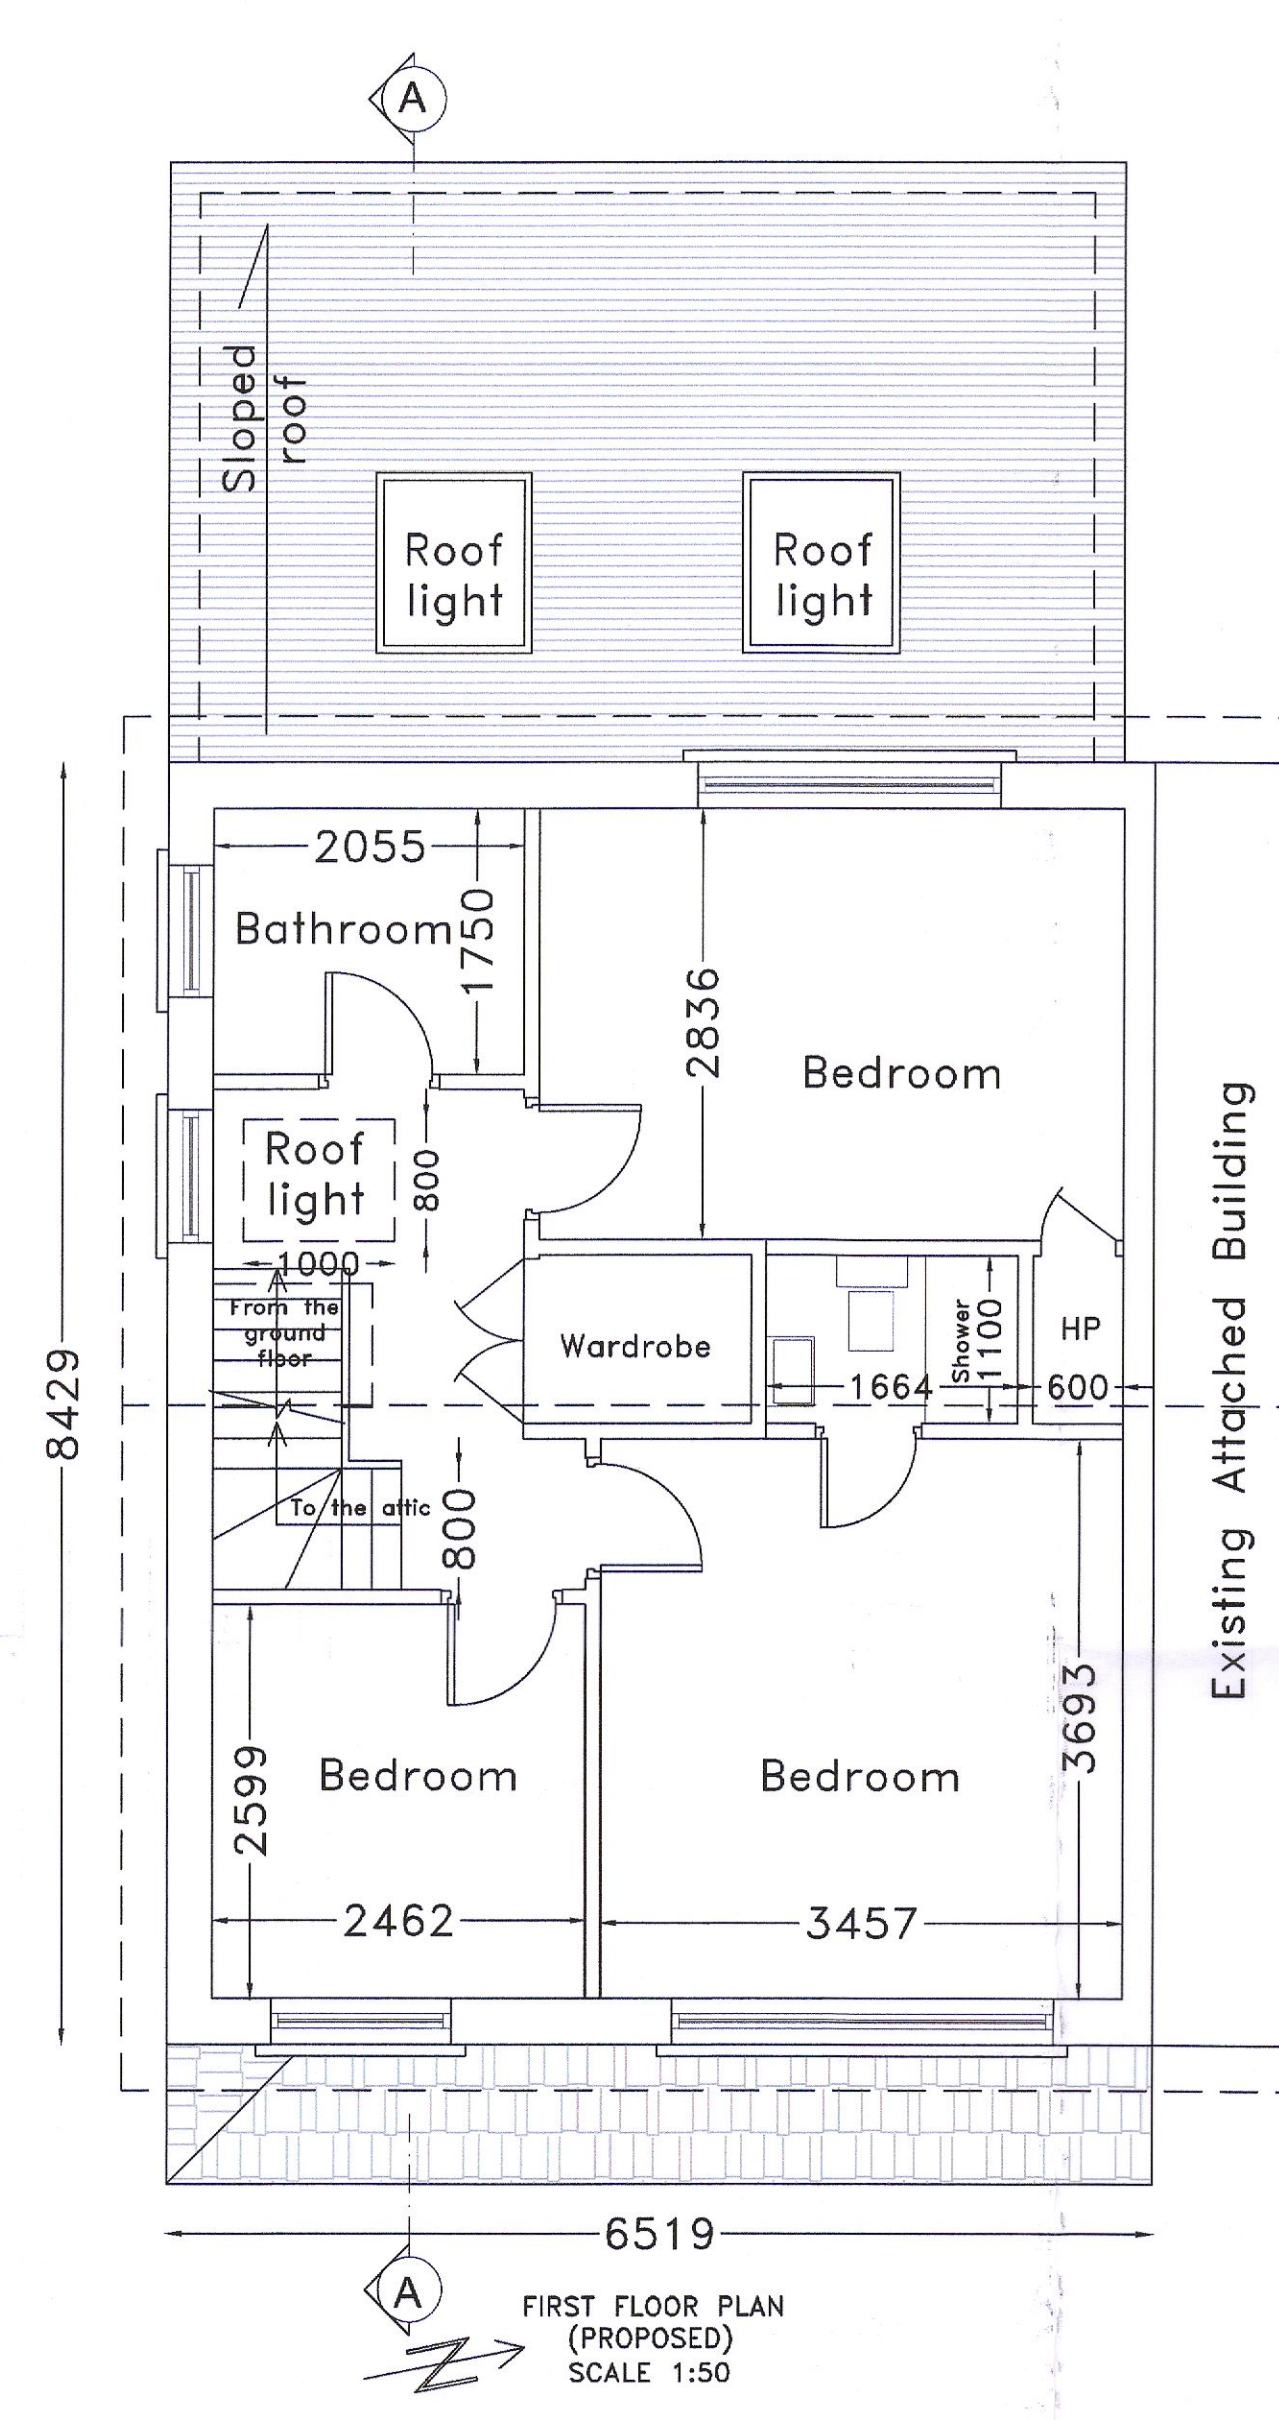 A
Sloped
roof
Roof
light
Roof
light
2055
1750
Bathroom
2836
Bedroom
Roof
light
800
1000
From the
ground
floor
Wardrobe
Shower
1100
1664
HP
600
8429
Existing Attached Building
To the attic
800
2599
Bedroom
Bedroom
3693
2462
3457
6519
A
FIRST FLOOR PLAN
(PROPOSED)
SCALE 1:50